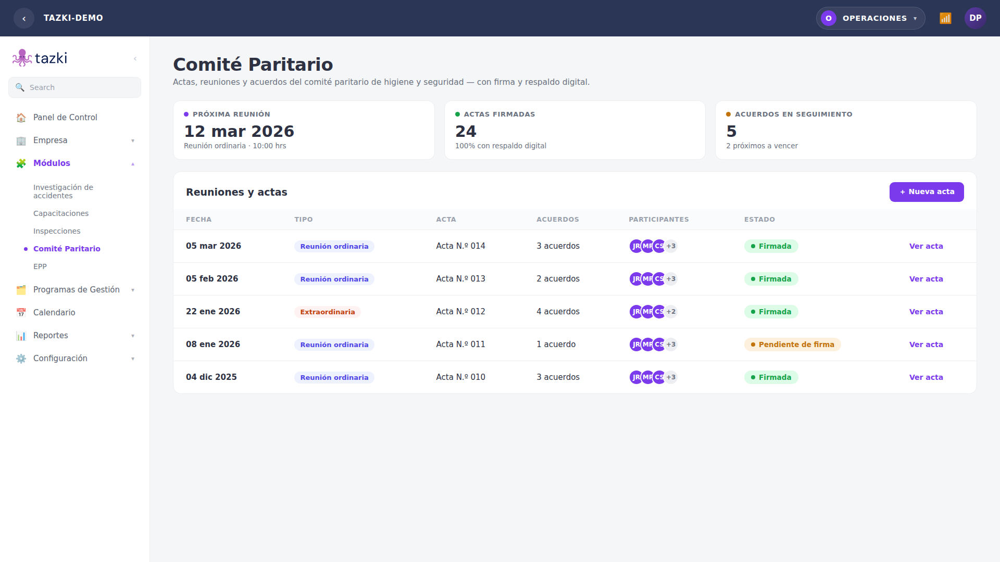 ‹ TAZKI-DEMO
O OPERACIONES ▾
DP
tazki ‹
Search
Panel de Control
Empresa ▾
Módulos ▴
Investigación de
accidentes
Capacitaciones
Inspecciones
Comité Paritario
EPP
Programas de Gestión ▾
Calendario
Reportes ▾
Configuración ▾
Comité Paritario
Actas, reuniones y acuerdos del comité paritario de higiene y seguridad — con firma y respaldo digital.
PRÓXIMA REUNIÓN
12 mar 2026
Reunión ordinaria · 10:00 hrs
ACTAS FIRMADAS
24
100% con respaldo digital
ACUERDOS EN SEGUIMIENTO
5
2 próximos a vencer
Reuniones y actas
+ Nueva acta
FECHA TIPO ACTA ACUERDOS PARTICIPANTES ESTADO
05 mar 2026 Reunión ordinaria Acta N.º 014 3 acuerdos JR CS +3 Firmada Ver acta
05 feb 2026 Reunión ordinaria Acta N.º 013 2 acuerdos JR CS +3 Firmada Ver acta
22 ene 2026 Extraordinaria Acta N.º 012 4 acuerdos JR CS +2 Firmada Ver acta
08 ene 2026 Reunión ordinaria Acta N.º 011 1 acuerdo JR CS +3 Pendiente de firma Ver acta
04 dic 2025 Reunión ordinaria Acta N.º 010 3 acuerdos JR CS +3 Firmada Ver acta